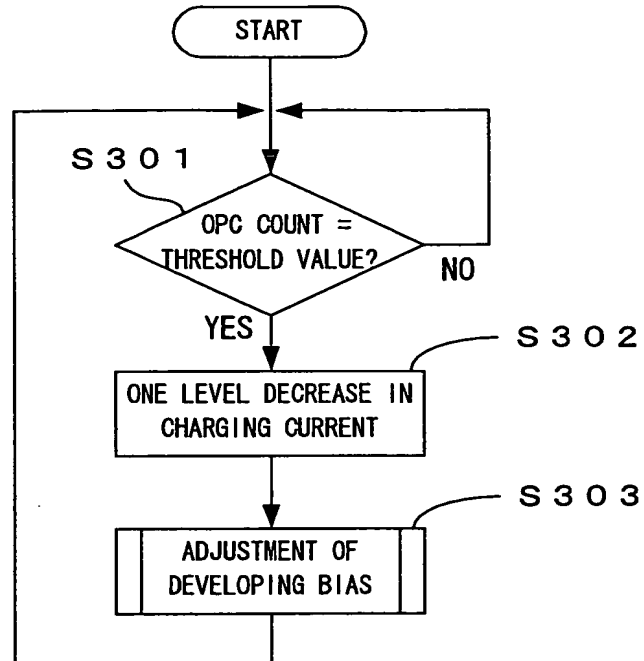 START
S301
OPC COUNT =
THRESHOLD VALUE?
NO
YES
S302
ONE LEVEL DECREASE IN
CHARGING CURRENT
S303
ADJUSTMENT OF
DEVELOPING BIAS